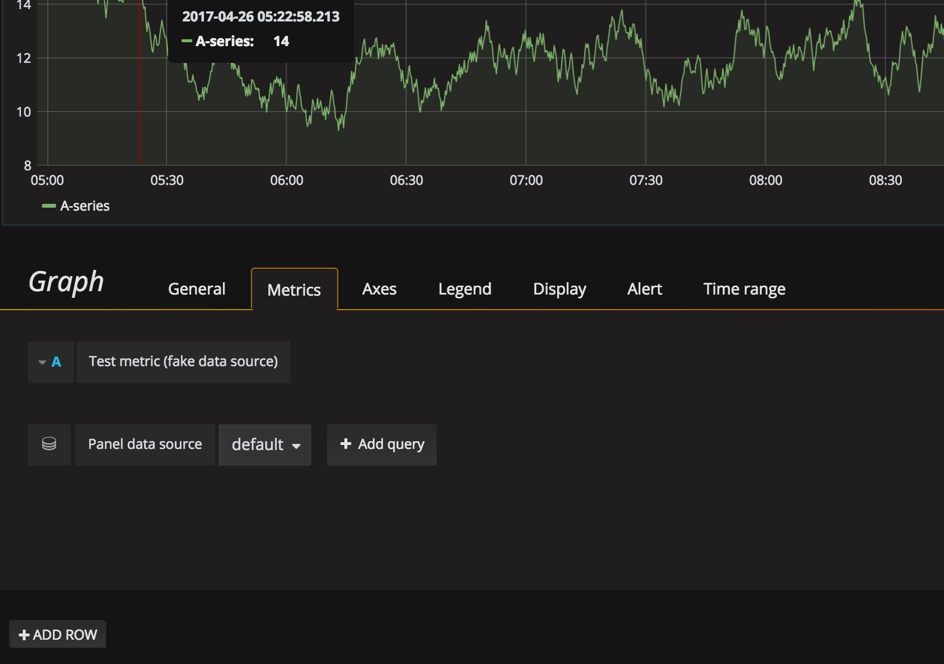 14
2017-04-26 05:22:58.213
A-series: 14
12
10
8
05:00 05:30 06:00 06:30 07:00 07:30 08:00 08:30
A-series
Graph General Metrics Axes Legend Display Alert Time range
A Test metric (fake data source)
Panel data source default + Add query
+ ADD ROW